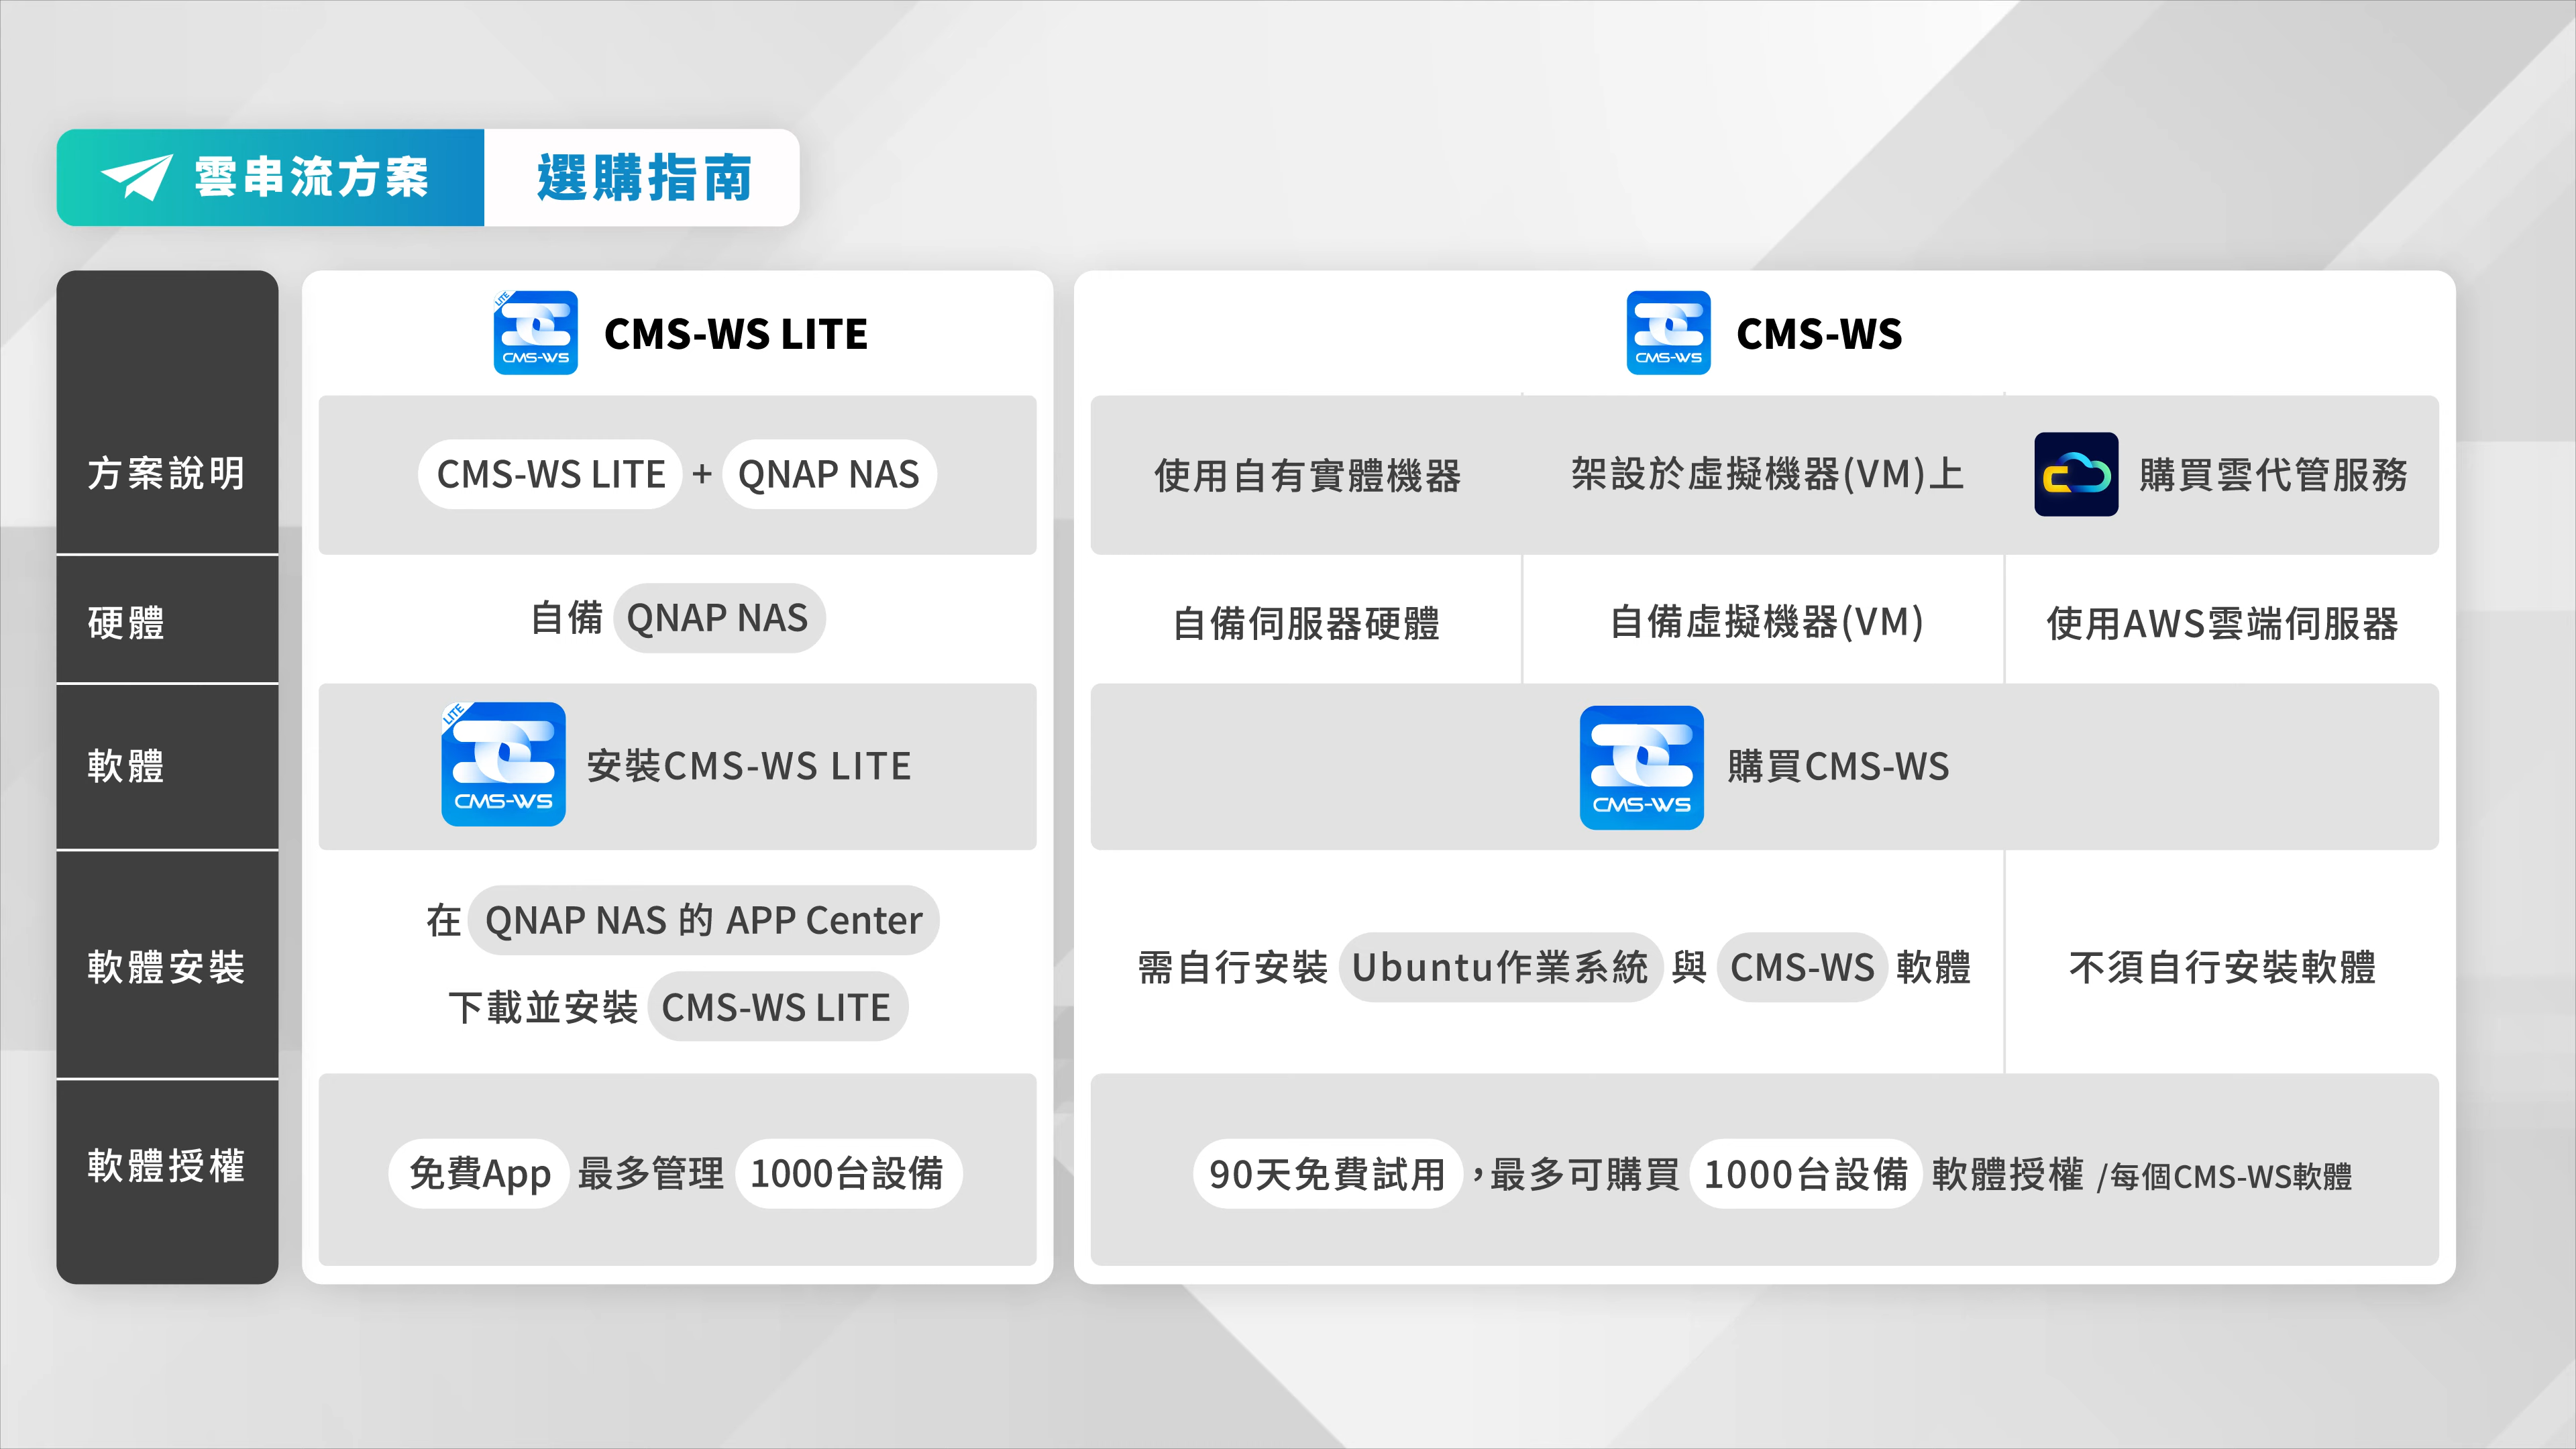 雲串流方案 選購指南
LITE CMS-WS CMS-WS LITE
CMS-WS CMS-WS
方案說明
CMS-WS LITE + QNAP NAS
使用自有實體機器
架設於虛擬機器(VM)上
購買雲代管服務
硬體
自備 QNAP NAS
自備伺服器硬體
自備虛擬機器(VM)
使用AWS雲端伺服器
軟體
LITE CMS-WS 安裝CMS-WS LITE
CMS-WS 購買CMS-WS
軟體安裝
在 QNAP NAS 的 APP Center
下載並安裝 CMS-WS LITE
需自行安裝 Ubuntu作業系統 與 CMS-WS 軟體
不須自行安裝軟體
軟體授權
免費App 最多管理 1000台設備
90天免費試用，最多可購買 1000台設備 軟體授權 /每個CMS-WS軟體